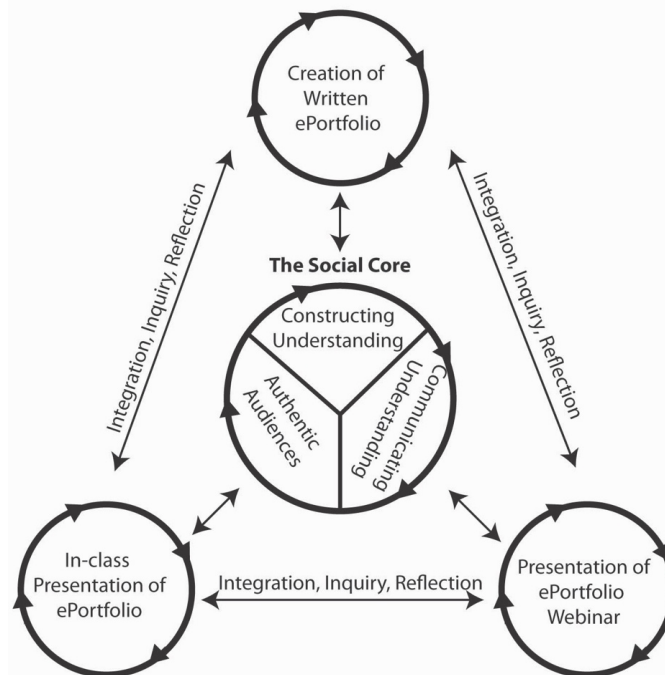 Creation of
Written
ePortfolio
Integration, Inquiry, Reflection
Integration, Inquiry, Reflection
The Social Core
Constructing
Understanding
Authentic
Audiences
Communicating
Understanding
In-class
Presentation of
ePortfolio
Integration, Inquiry, Reflection
Presentation of
ePortfolio
Webinar